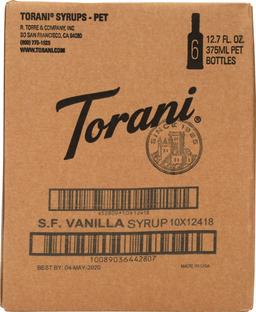 TORANI® SYRUPS - PET
R. TORRE & COMPANY, INC
SO SAN FRANCISCO, CA 94080
(800) 775-1925
WWW.TORANI.COM
6
12.7 FL. OZ.
375ML PET
BOTTLES
Torani®
SINCE 1925
S.F. VANILLA SYRUP 10X12418
10089036442807
BEST BY: 04-MAY-2020
MADE IN USA